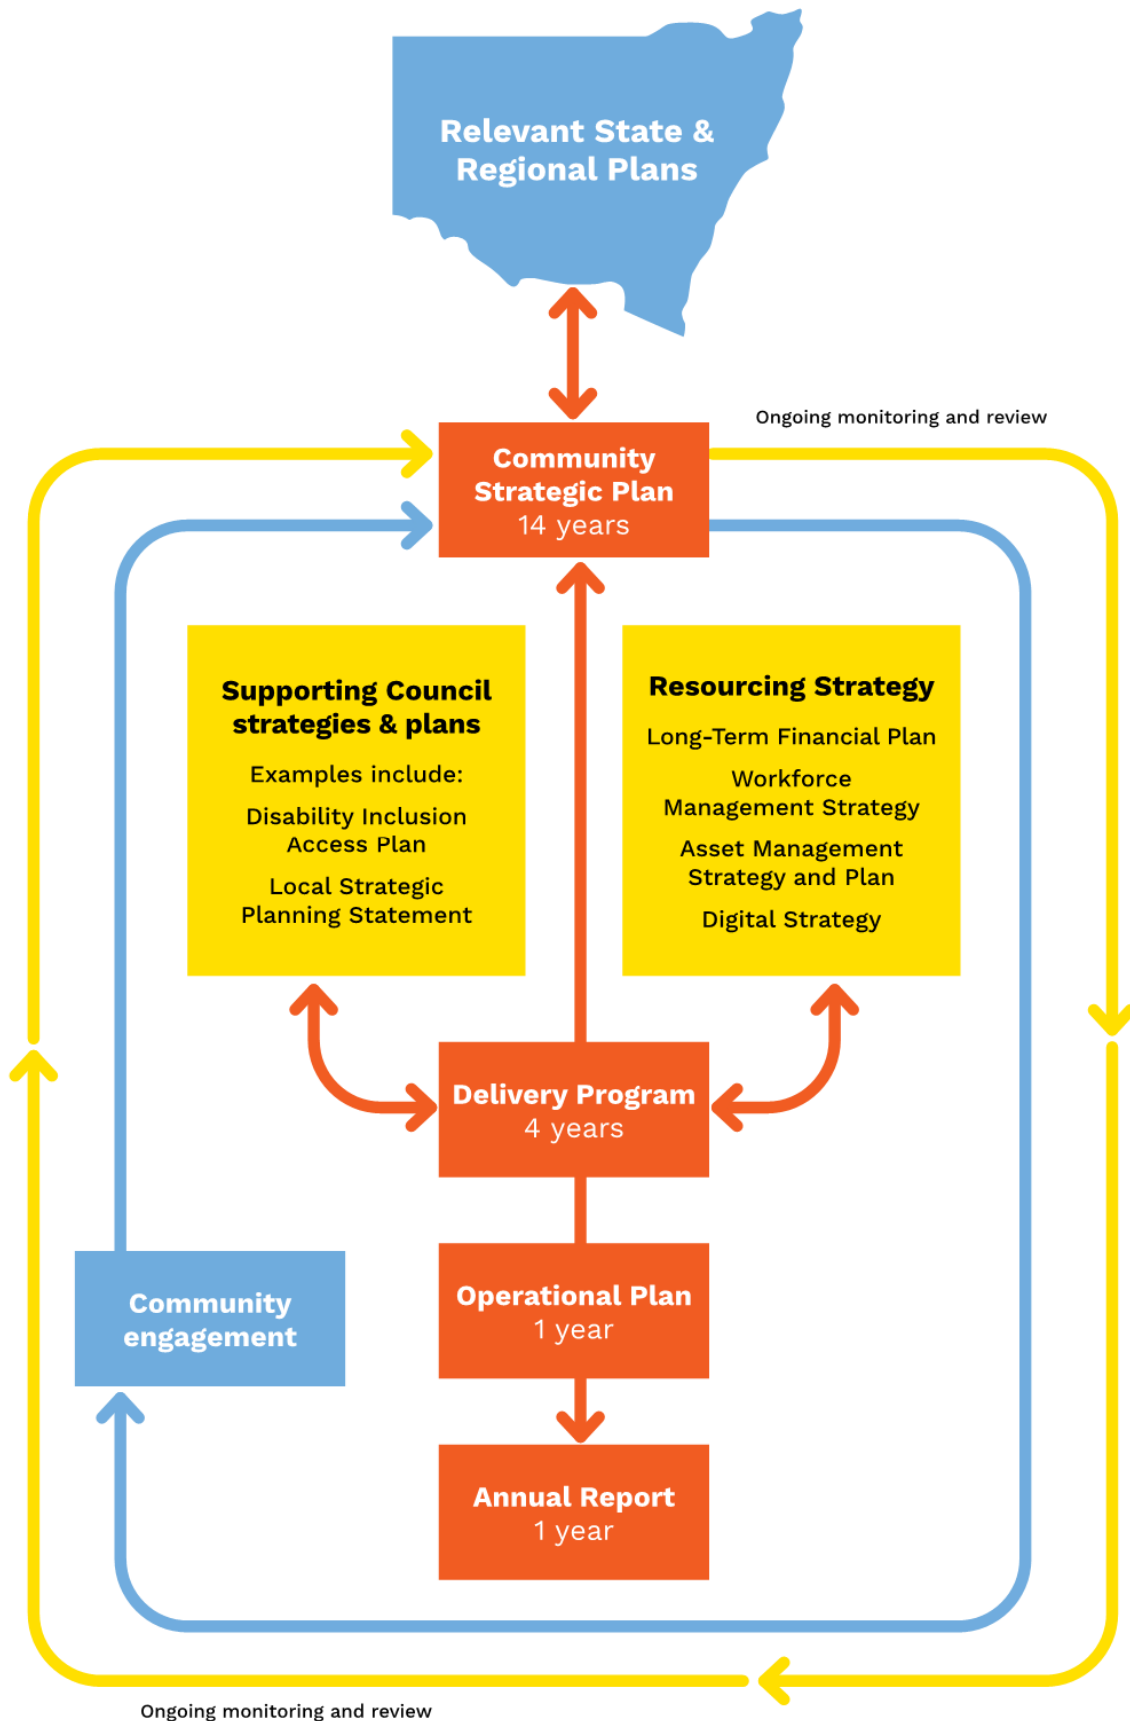 Relevant State &
Regional Plans
Ongoing monitoring and review
Community
Strategic Plan
14 years
Supporting Council
strategies & plans
Examples include:
Disability Inclusion
Access Plan
Local Strategic
Planning Statement
Resourcing Strategy
Long-Term Financial Plan
Workforce
Management Strategy
Asset Management
Strategy and Plan
Digital Strategy
Delivery Program
4 years
Community
engagement
Operational Plan
1 year
Annual Report
1 year
Ongoing monitoring and review